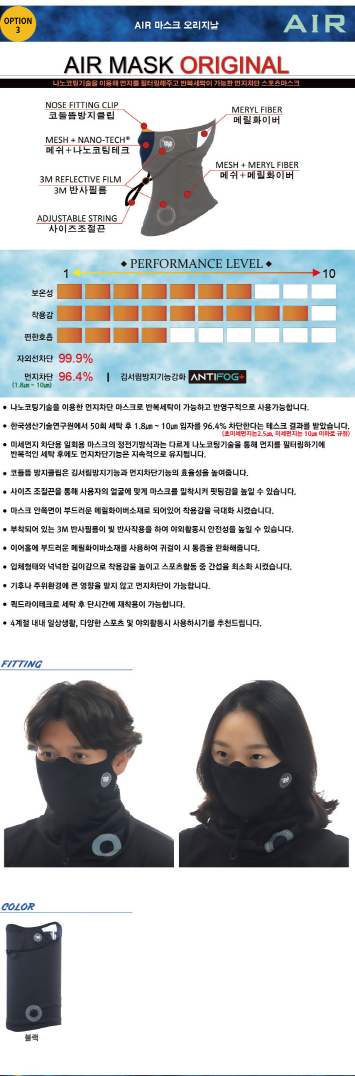 OPTION
3
AIR 마스크 오리지날
AIR
AIR MASK ORIGINAL
나노코팅기술을 이용해 먼지를 필터링해주고 반복세탁이 가능한 먼지차단 스포츠마스크
NOSE FITTING CLIP
코들뜸방지클립
MESH + NANO-TECH®
메쉬+나노코팅테크
3M REFLECTIVE FILM
3M 반사필름
ADJUSTABLE STRING
사이즈조절끈
MERYL FIBER
메릴화이버
MESH + MERYL FIBER
메쉬+메릴화이버
◆ PERFORMANCE LEVEL ◆
1
10
보온성
착용감
편한호흡
자외선차단 99.9%
먼지차단 96.4%
(1.8㎛ ~ 10㎛)
김서림방지기능강화 ANTIFOG+
● 나노코팅기술을 이용한 먼지차단 마스크로 반복세탁이 가능하고 반영구적으로 사용가능합니다.
● 한국생산기술연구원에서 50회 세탁 후 1.8㎛ ~ 10㎛ 입자를 96.4% 차단한다는 테스크 결과를 받았습니다.
(초미세먼지는2.5㎛, 미세먼지는 10㎛ 이하로 규정)
● 미세먼지 차단용 일회용 마스크의 정전기방식과는 다르게 나노코팅기술을 통해 먼지를 필터링하기에
반복적인 세탁 후에도 먼지차단기능은 지속적으로 유지됩니다.
● 코들뜸 방지클립은 김서림방지기능과 먼지차단기능의 효율성을 높여줍니다.
● 사이즈 조절끈을 통해 사용자의 얼굴에 맞게 마스크를 밀착시켜 핏팅감을 높일 수 있습니다.
● 마스크 안쪽면이 부드러운 메릴화이버소재로 되어있어 착용감을 극대화 시켰습니다.
● 부착되어 있는 3M 반사필름이 빛 반사작용을 하여 야외활동시 안전성을 높일 수 있습니다.
● 이어홀에 부드러운 메릴화이바소재를 사용하여 귀걸이 시 통증을 완화해줍니다.
● 입체형태와 넉넉한 길이감으로 착용감을 높이고 스포츠활동 중 간섭을 최소화 시켰습니다.
● 기후나 주위환경에 큰 영향을 받지 않고 먼지차단이 가능합니다.
● 퀵드라이테크로 세탁 후 단시간에 재착용이 가능합니다.
● 4계절 내내 일상생활, 다양한 스포츠 및 야외활동시 사용하시기를 추천드립니다.
FITTING
COLOR
블랙